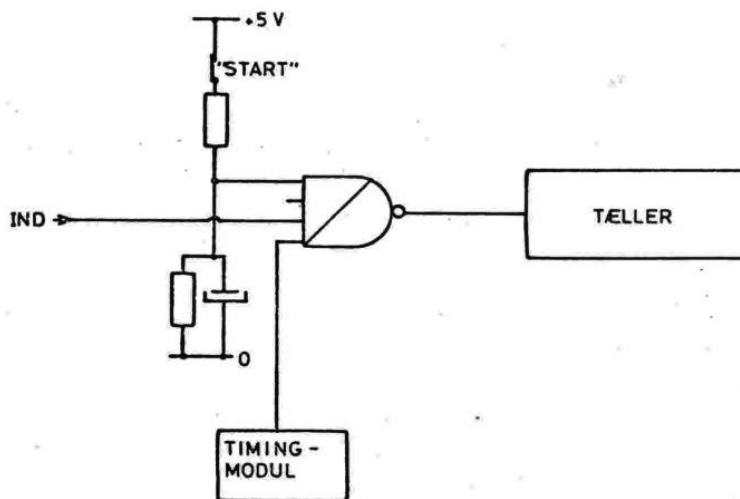 +5 V
"START"
IND
TÆLLER
0
TIMING-
MODUL